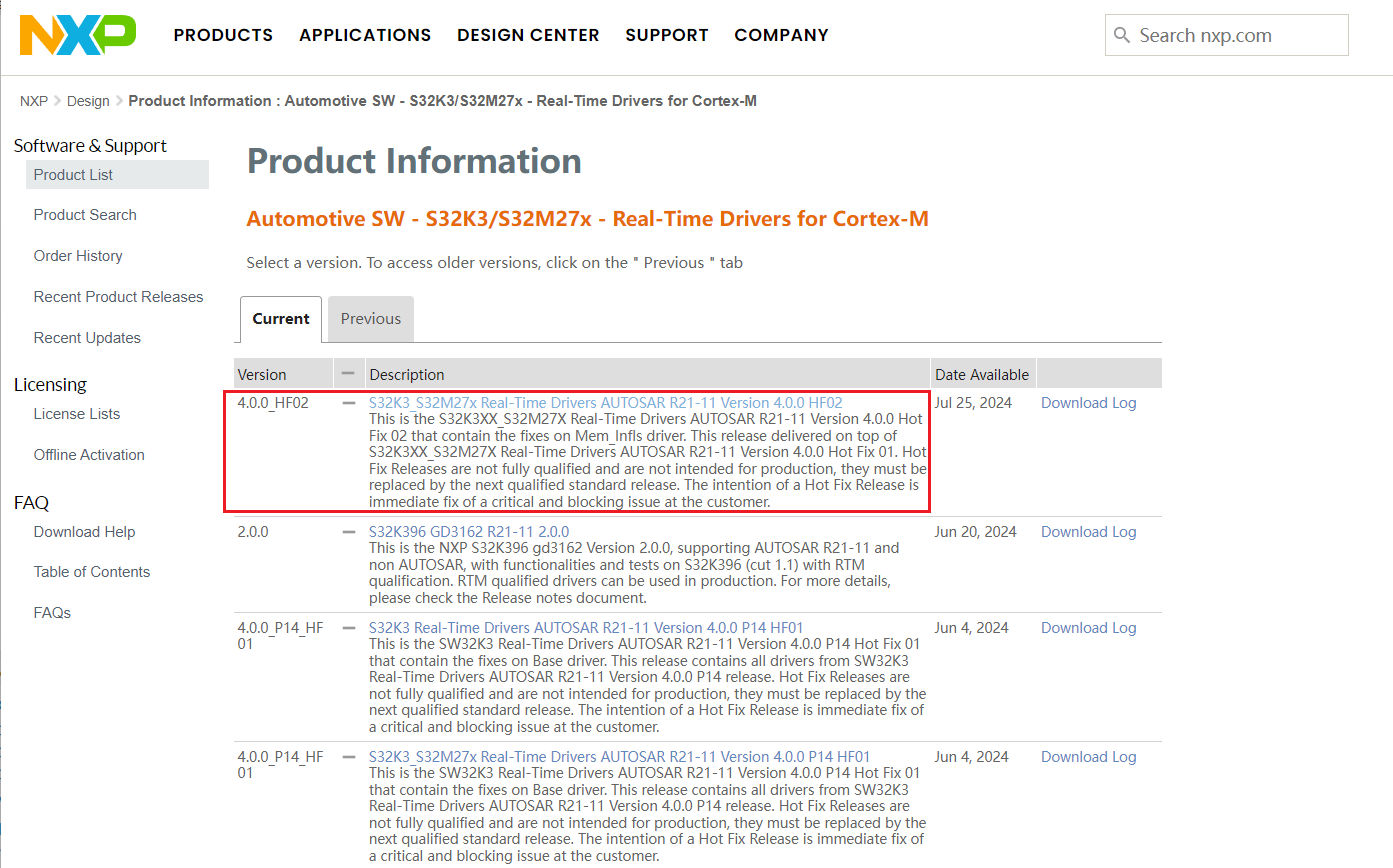 NXP
PRODUCTS APPLICATIONS DESIGN CENTER SUPPORT COMPANY
Search nxp.com
NXP Design Product Information : Automotive SW - S32K3/S32M27x - Real-Time Drivers for Cortex-M
Software & Support
Product List
Product Search
Order History
Recent Product Releases
Recent Updates
Licensing
License Lists
Offline Activation
FAQ
Download Help
Table of Contents
FAQs
Product Information
Automotive SW - S32K3/S32M27x - Real-Time Drivers for Cortex-M
Select a version. To access older versions, click on the " Previous " tab
Current Previous
Version Description Date Available
4.0.0_HF02 S32K3_S32M27x Real-Time Drivers AUTOSAR R21-11 Version 4.0.0 HF02 Jul 25, 2024 Download Log
This is the S32K3XX_S32M27X Real-Time Drivers AUTOSAR R21-11 Version 4.0.0 Hot
Fix 02 that contain the fixes on Mem_Infls driver. This release delivered on top of
S32K3XX_S32M27X Real-Time Drivers AUTOSAR R21-11 Version 4.0.0 Hot Fix 01. Hot
Fix Releases are not fully qualified and are not intended for production, they must be
replaced by the next qualified standard release. The intention of a Hot Fix Release is
immediate fix of a critical and blocking issue at the customer.
2.0.0 S32K396 GD3162 R21-11 2.0.0 Jun 20, 2024 Download Log
This is the NXP S32K396 gd3162 Version 2.0.0, supporting AUTOSAR R21-11 and
non AUTOSAR, with functionalities and tests on S32K396 (cut 1.1) with RTM
qualification. RTM qualified drivers can be used in production. For more details,
please check the Release notes document.
4.0.0_P14_HF S32K3 Real-Time Drivers AUTOSAR R21-11 Version 4.0.0 P14 HF01 Jun 4, 2024 Download Log
01 This is the SW32K3 Real-Time Drivers AUTOSAR R21-11 Version 4.0.0 P14 Hot Fix 01
that contain the fixes on Base driver. This release contains all drivers from SW32K3
Real-Time Drivers AUTOSAR R21-11 Version 4.0.0 P14 release. Hot Fix Releases are
not fully qualified and are not intended for production, they must be replaced by the
next qualified standard release. The intention of a Hot Fix Release is immediate fix of
a critical and blocking issue at the customer.
4.0.0_P14_HF S32K3_S32M27x Real-Time Drivers AUTOSAR R21-11 Version 4.0.0 P14 HF01 Jun 4, 2024 Download Log
01 This is the SW32K3 Real-Time Drivers AUTOSAR R21-11 Version 4.0.0 P14 Hot Fix 01
that contain the fixes on Base driver. This release contains all drivers from SW32K3
Real-Time Drivers AUTOSAR R21-11 Version 4.0.0 P14 release. Hot Fix Releases are
not fully qualified and are not intended for production, they must be replaced by the
next qualified standard release. The intention of a Hot Fix Release is immediate fix of
a critical and blocking issue at the customer.